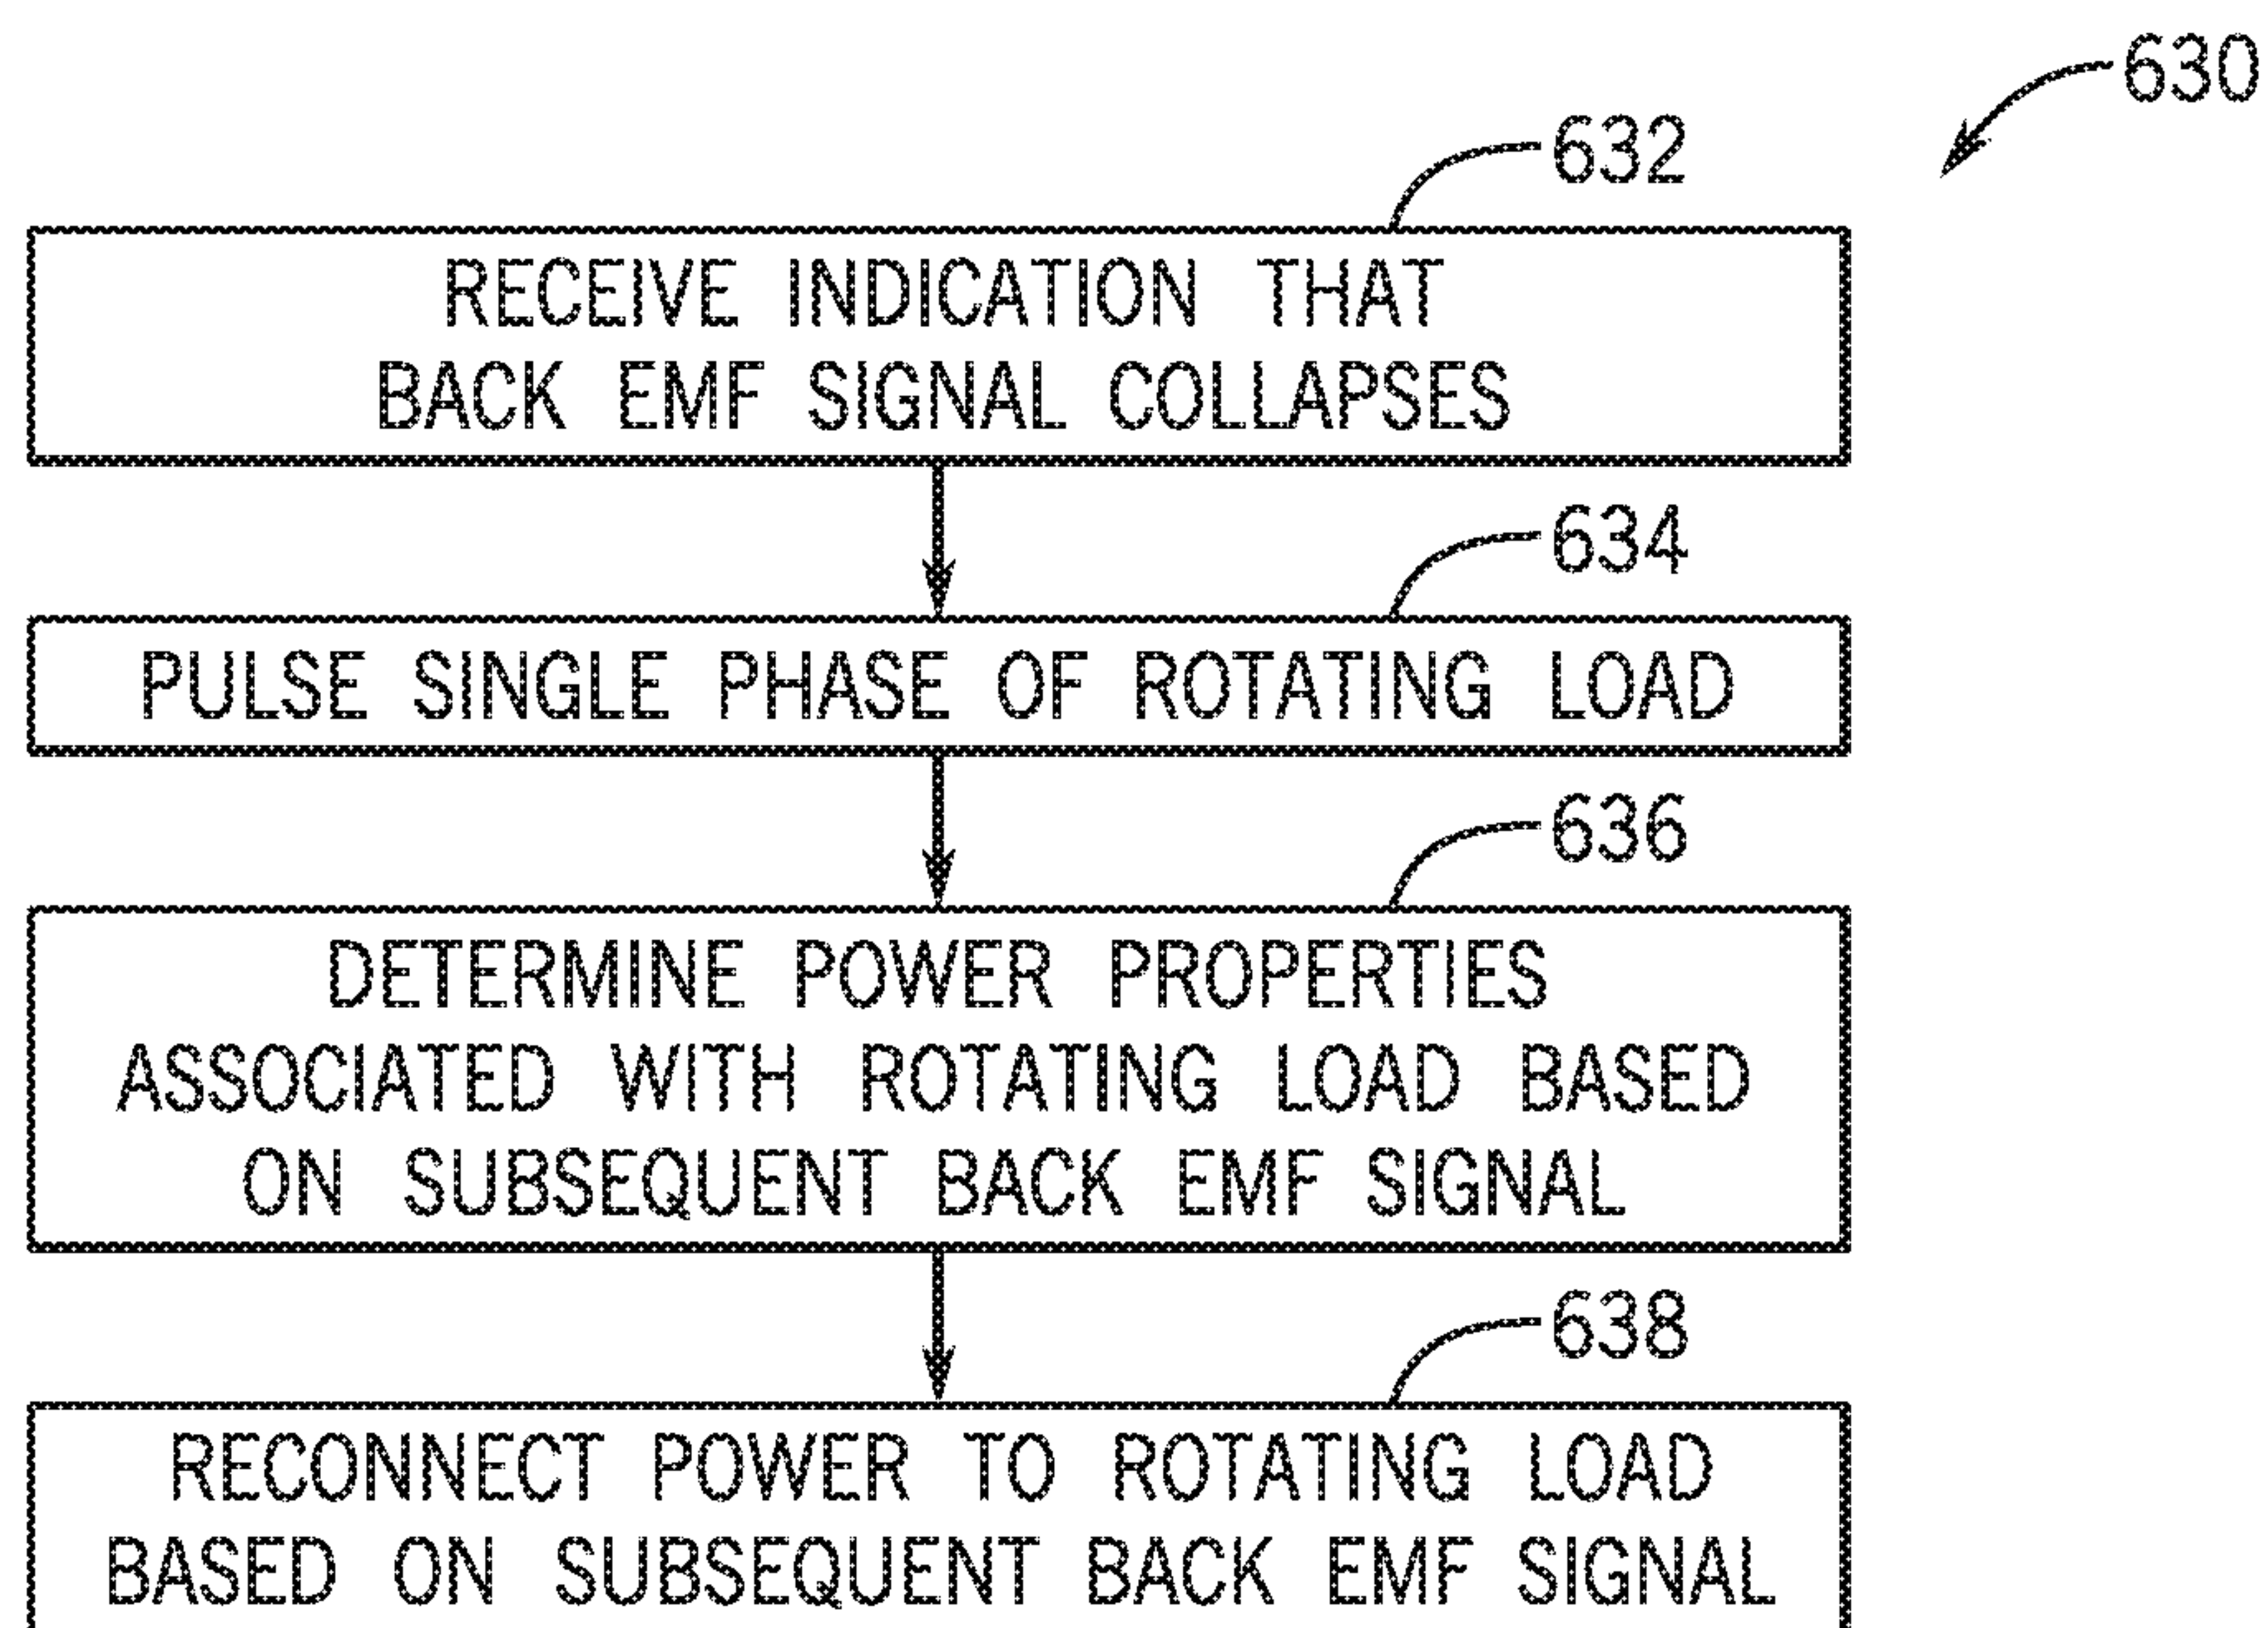 630
632
RECEIVE INDICATION THAT
BACK EMF SIGNAL COLLAPSES
634
PULSE SINGLE PHASE OF ROTATING LOAD
636
DETERMINE POWER PROPERTIES
ASSOCIATED WITH ROTATING LOAD BASED
ON SUBSEQUENT BACK EMF SIGNAL
638
RECONNECT POWER TO ROTATING LOAD
BASED ON SUBSEQUENT BACK EMF SIGNAL